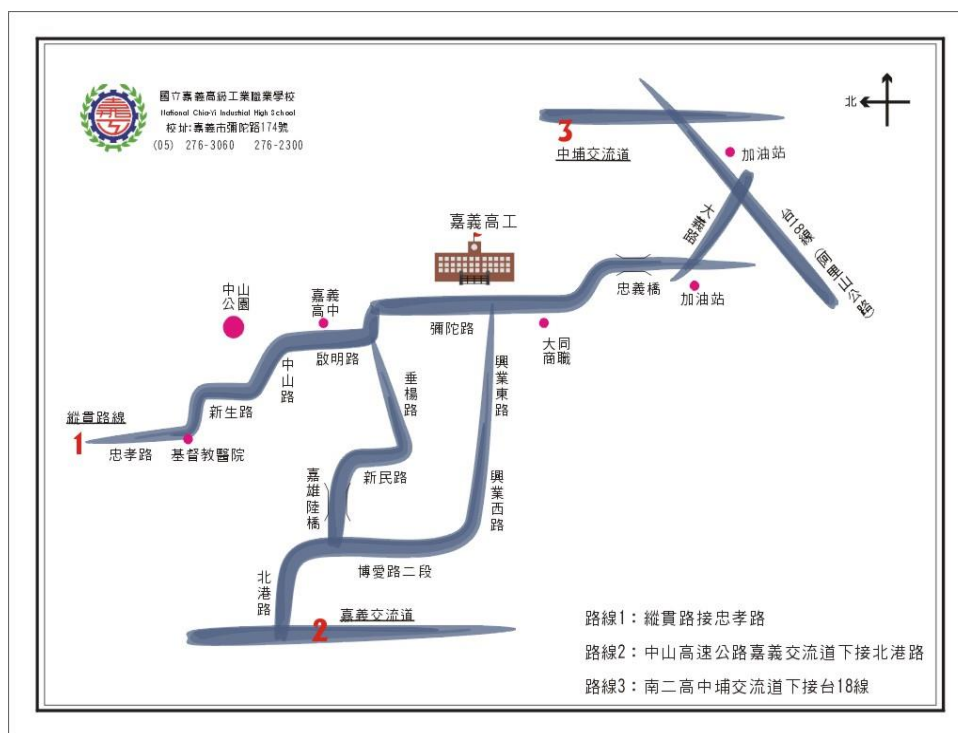 國立嘉義高級工業職業學校
National Chia-Yi Industrial High School
校址:嘉義市彌陀路174號
(05) 276-3060 276-2300
北
3
中埔交流道
加油站
大義路
台18線 (阿里山公路)
嘉義高工
忠義橋
加油站
中山
公園
嘉義
高中
彌陀路
大同
商職
啟明路
中山路
垂楊路
興業東路
新生路
縱貫路線
1
忠孝路
基督教醫院
嘉雄陸橋
新民路
興業西路
北港路
博愛路二段
嘉義交流道
2
路線1：縱貫路接忠孝路
路線2：中山高速公路嘉義交流道下接北港路
路線3：南二高中埔交流道下接台18線